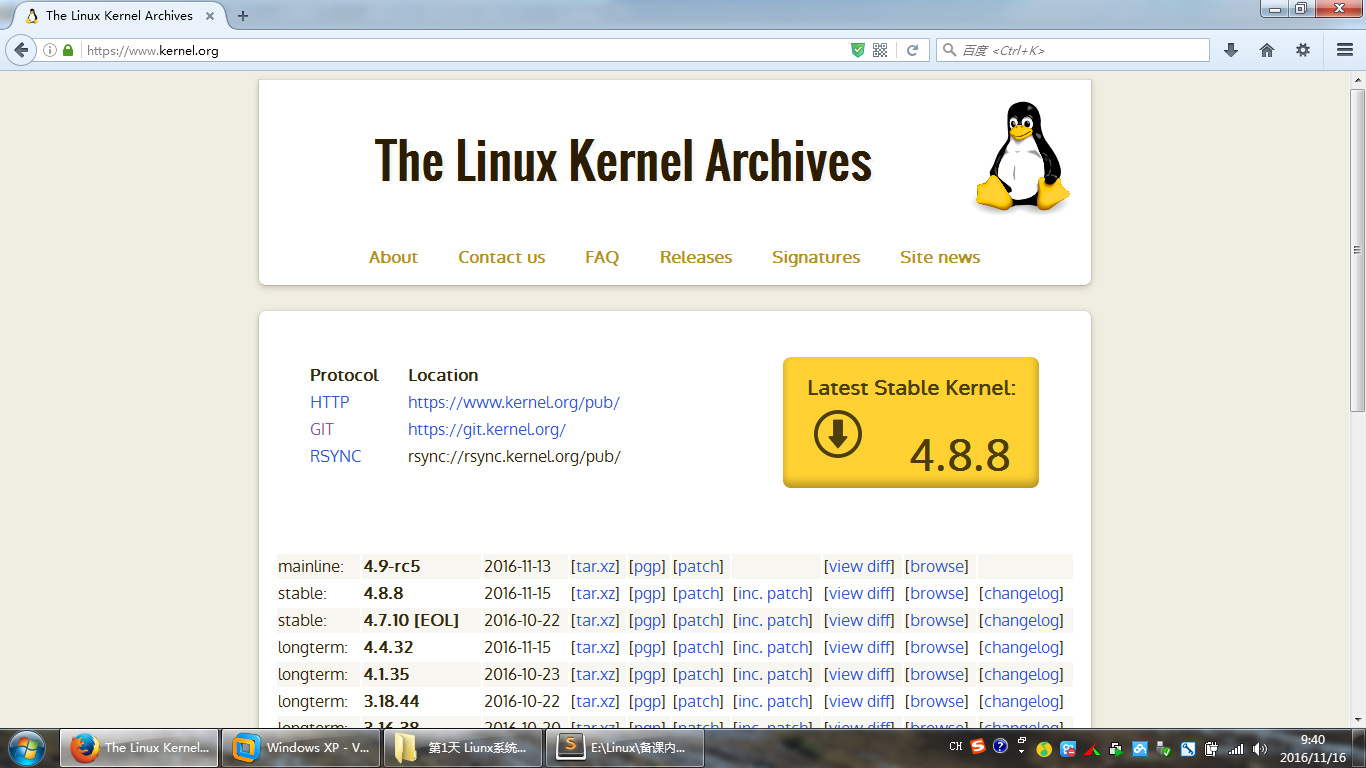 The Linux Kernel Archives
https://www.kernel.org
百度 <Ctrl+K>
The Linux Kernel Archives
About Contact us FAQ Releases Signatures Site news
Protocol Location
HTTP https://www.kernel.org/pub/
GIT https://git.kernel.org/
RSYNC rsync://rsync.kernel.org/pub/
Latest Stable Kernel:
4.8.8
mainline: 4.9-rc5 2016-11-13 [tar.xz] [pgp] [patch] [view diff] [browse]
stable: 4.8.8 2016-11-15 [tar.xz] [pgp] [patch] [inc. patch] [view diff] [browse] [changelog]
stable: 4.7.10 [EOL] 2016-10-22 [tar.xz] [pgp] [patch] [inc. patch] [view diff] [browse] [changelog]
longterm: 4.4.32 2016-11-15 [tar.xz] [pgp] [patch] [inc. patch] [view diff] [browse] [changelog]
longterm: 4.1.35 2016-10-23 [tar.xz] [pgp] [patch] [inc. patch] [view diff] [browse] [changelog]
longterm: 3.18.44 2016-10-22 [tar.xz] [pgp] [patch] [inc. patch] [view diff] [browse] [changelog]
longterm: 3.16.38 2016-10-20 [tar.xz] [pgp] [patch] [inc. patch] [view diff] [browse] [changelog]
The Linux Kernel... Windows XP - V... 第1天 Liunx系统... E:\Linux\备课内... CH 9:40
2016/11/16